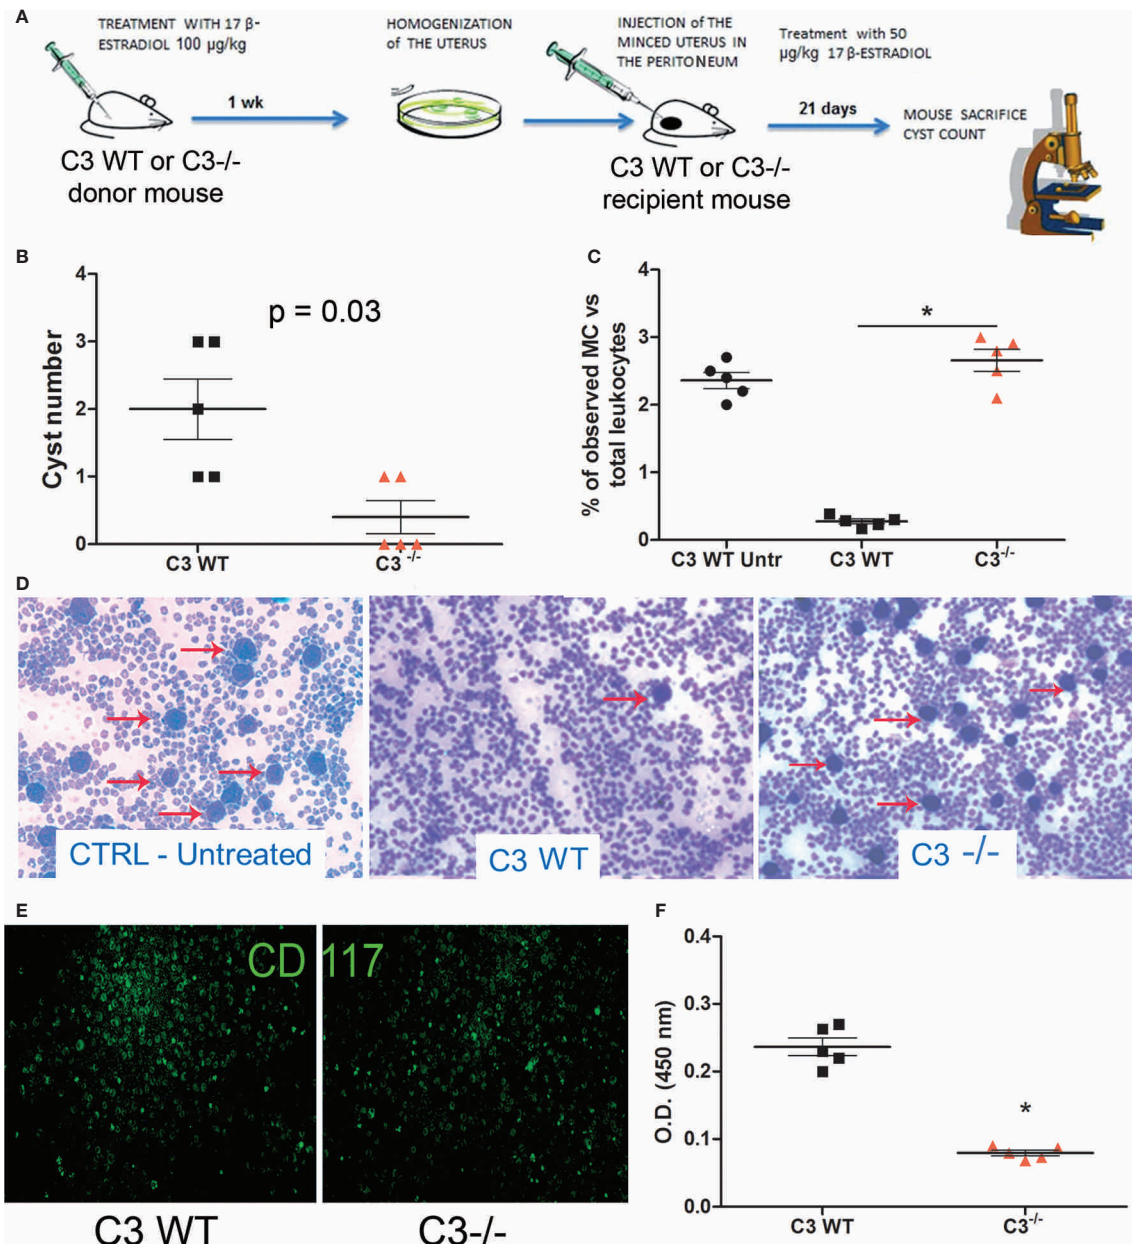 A
TREATMENT WITH 17 β-
ESTRADIOL 100 µg/kg
HOMOGENIZATION
of THE UTERUS
INJECTION of THE
MINCED UTERUS IN
THE PERITONEUM
Treatment with 50
µg/kg 17 β-ESTRADIOL
1 wk
21 days
MOUSE SACRIFICE
CYST COUNT
C3 WT or C3-/-
donor mouse
C3 WT or C3-/-
recipient mouse
B
Cyst number
4
3
2
1
0
p = 0.03
C3 WT
C3 -/-
C
% of observed MC vs
total leukocytes
4
3
2
1
0
*
C3 WT Untr
C3 WT
C3-/-
D
CTRL - Untreated
C3 WT
C3 -/-
E
CD 117
C3 WT
C3-/-
F
O.D. (450 nm)
0.4
0.3
0.2
0.1
0.0
*
C3 WT
C3-/-